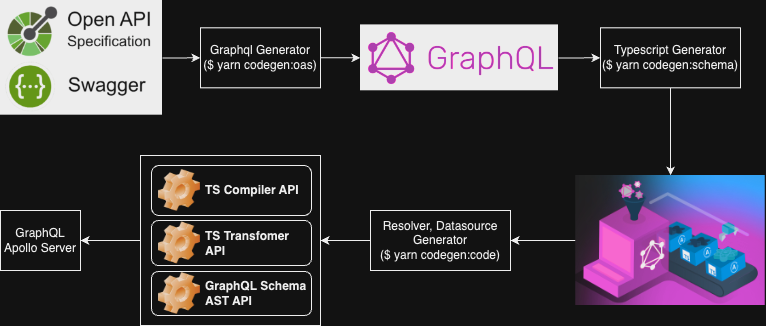 Open API
Specification
Swagger
{···}
Graphql Generator
($ yarn codegen:oas)
GraphQL
Typescript Generator
($ yarn codegen:schema)
GraphQL
Apollo Server
TS Compiler API
TS Transfomer
API
GraphQL Schema
AST API
Resolver, Datasource
Generator
($ yarn codegen:code)